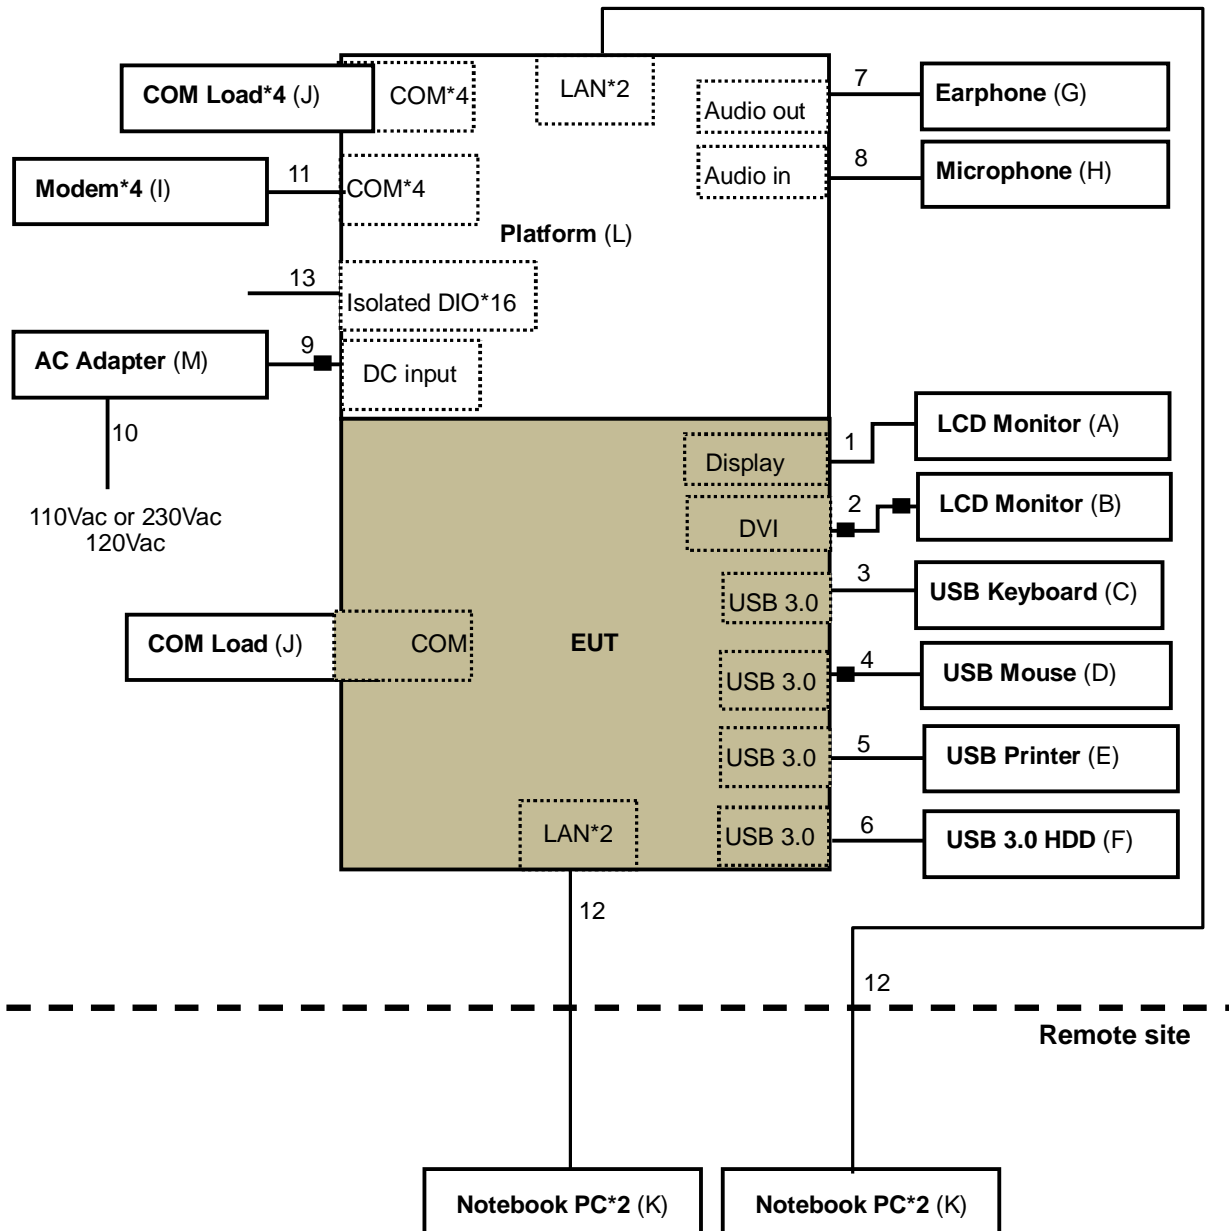 COM Load*4 (J)
COM*4
LAN*2
Audio out
7
Earphone (G)
Modem*4 (I)
11
COM*4
Audio in
8
Microphone (H)
Platform (L)
13
Isolated DIO*16
AC Adapter (M)
9
DC input
10
110Vac or 230Vac
120Vac
Display
1
LCD Monitor (A)
DVI
2
LCD Monitor (B)
USB 3.0
3
USB Keyboard (C)
COM Load (J)
COM
EUT
USB 3.0
4
USB Mouse (D)
USB 3.0
5
USB Printer (E)
LAN*2
USB 3.0
6
USB 3.0 HDD (F)
12
12
Remote site
Notebook PC*2 (K)
Notebook PC*2 (K)